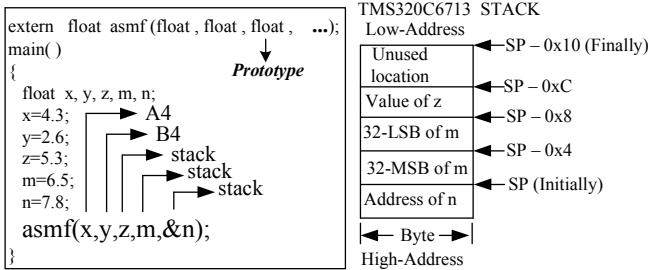 extern float asmf (float , float , float , ...);
main( )
Prototype
{
float x, y, z, m, n;
x=4.3;
A4
y=2.6;
B4
z=5.3;
stack
m=6.5;
stack
n=7.8;
stack
asmf(x,y,z,m,&n);
}
TMS320C6713 STACK
Low-Address
Unused
location
SP – 0x10 (Finally)
SP – 0xC
Value of z
SP – 0x8
32-LSB of m
SP – 0x4
32-MSB of m
SP (Initially)
Address of n
Byte
High-Address